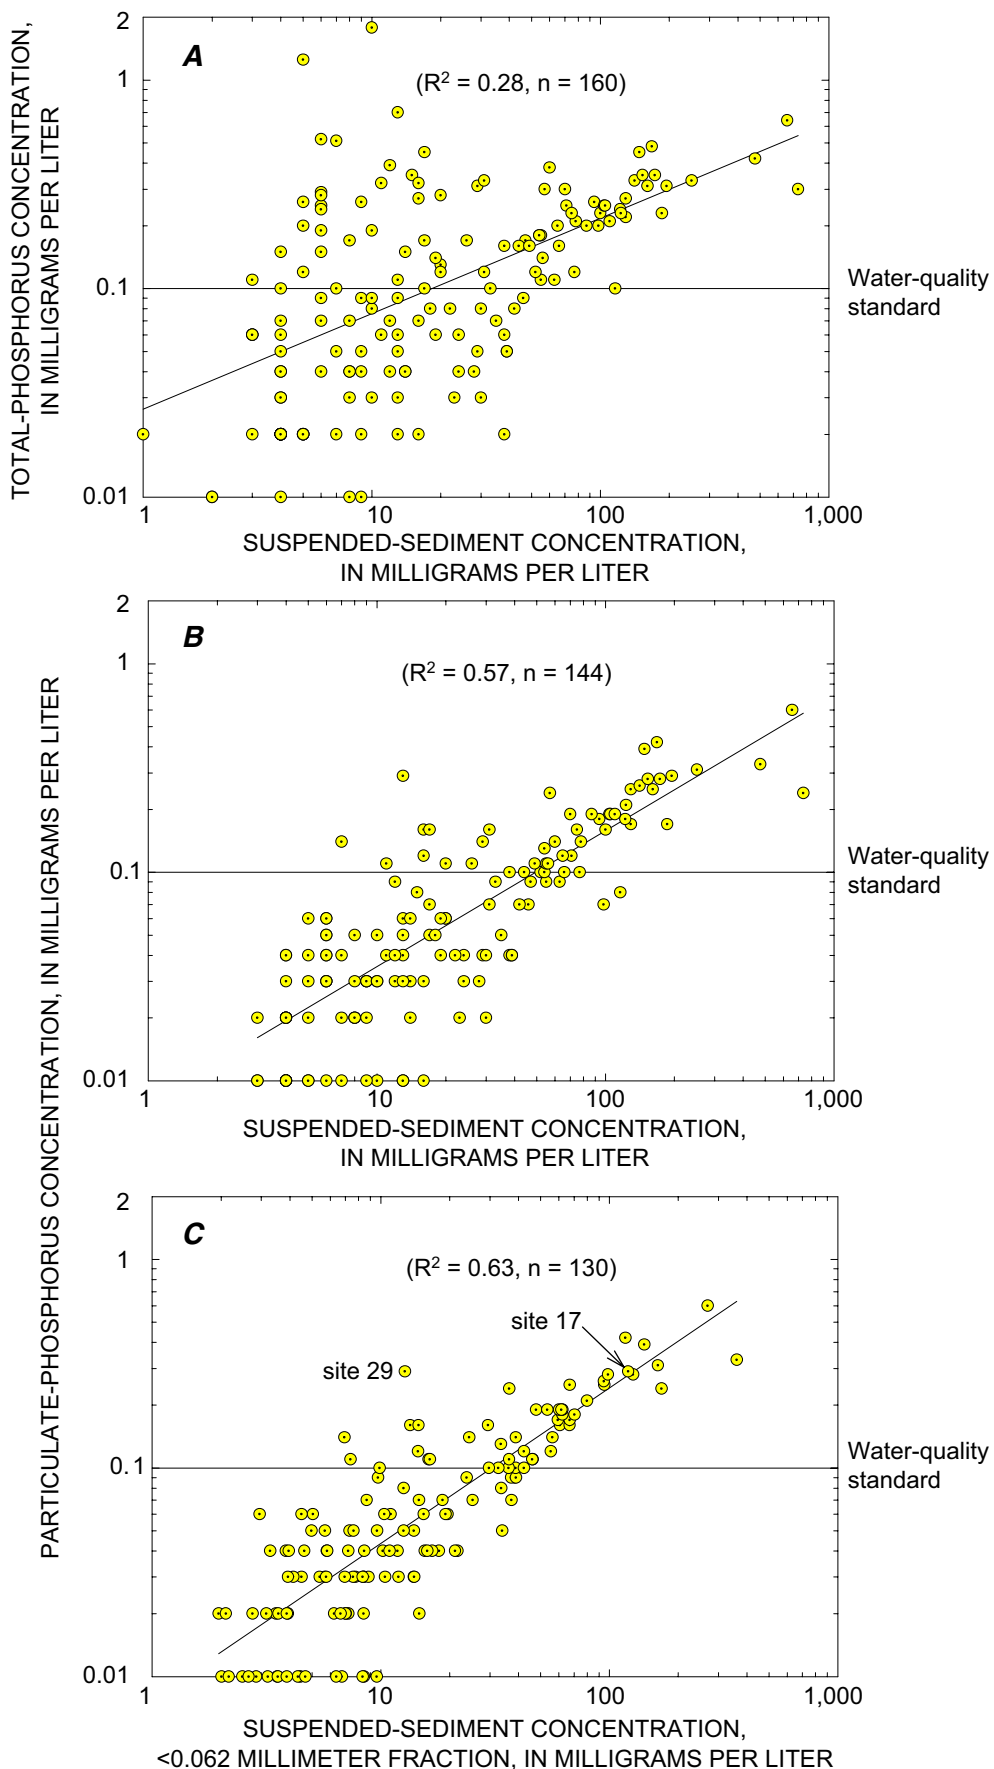 TOTAL-PHOSPHORUS CONCENTRATION,
IN MILLIGRAMS PER LITER
2
1
0.1
0.01
A
(R2 = 0.28, n = 160)
Water-quality
standard
1
10
100
1,000
SUSPENDED-SEDIMENT CONCENTRATION,
IN MILLIGRAMS PER LITER
PARTICULATE-PHOSPHORUS CONCENTRATION, IN MILLIGRAMS PER LITER
2
1
0.1
0.01
B
(R2 = 0.57, n = 144)
Water-quality
standard
1
10
100
1,000
SUSPENDED-SEDIMENT CONCENTRATION,
IN MILLIGRAMS PER LITER
2
1
0.1
0.01
C
(R2 = 0.63, n = 130)
site 17
site 29
Water-quality
standard
1
10
100
1,000
SUSPENDED-SEDIMENT CONCENTRATION,
<0.062 MILLIMETER FRACTION, IN MILLIGRAMS PER LITER